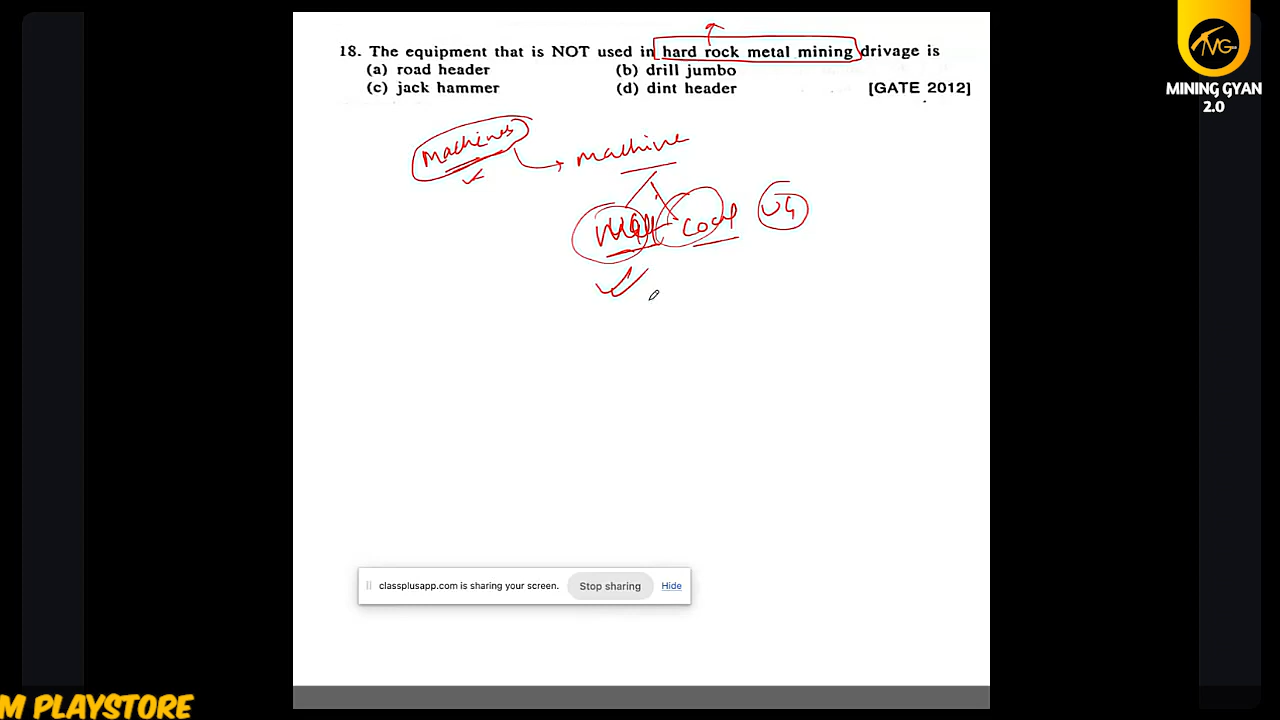 18. The equipment that is NOT used in hard rock metal mining drivage is
(a) road header (b) drill jumbo
(c) jack hammer (d) dint header [GATE 2012]
MINING GYAN
2.0
Machines machine
coal UG
classplusapp.com is sharing your screen. Stop sharing Hide
M PLAYSTORE